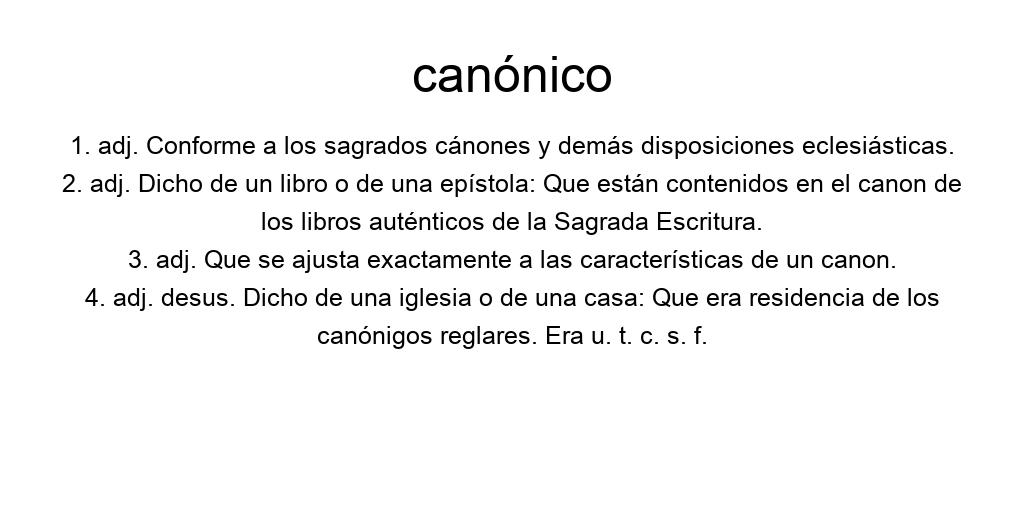 canónico
1. adj. Conforme a los sagrados cánones y demás disposiciones eclesiásticas.
2. adj. Dicho de un libro o de una epístola: Que están contenidos en el canon de
los libros auténticos de la Sagrada Escritura.
3. adj. Que se ajusta exactamente a las características de un canon.
4. adj. desus. Dicho de una iglesia o de una casa: Que era residencia de los
canónigos reglares. Era u. t. c. s. f.